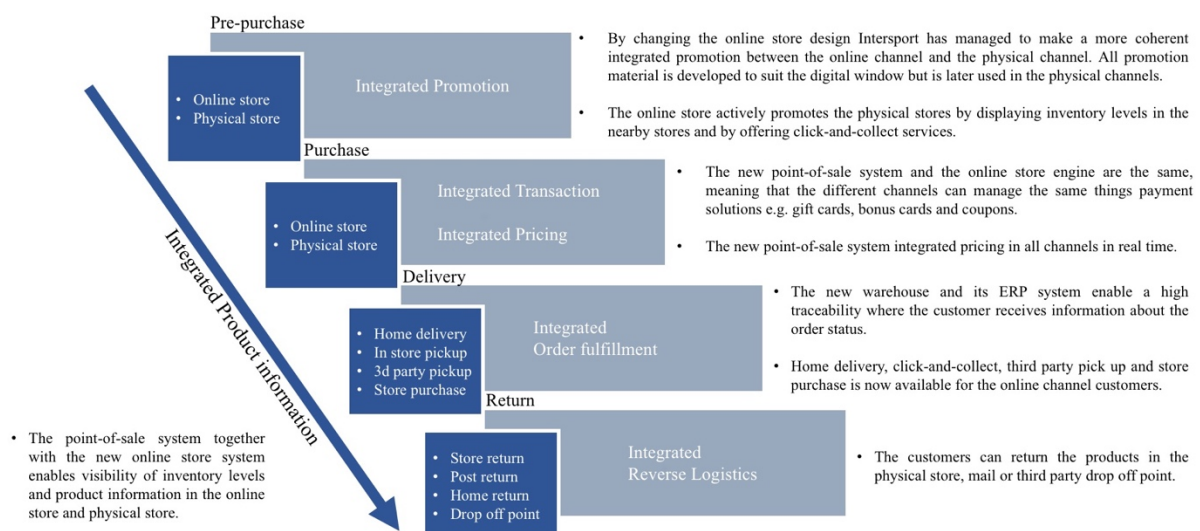 Pre-purchase
• Online store
• Physical store
Integrated Promotion
• By changing the online store design Intersport has managed to make a more coherent
integrated promotion between the online channel and the physical channel. All promotion
material is developed to suit the digital window but is later used in the physical channels.
• The online store actively promotes the physical stores by displaying inventory levels in the
nearby stores and by offering click-and-collect services.
Purchase
• Online store
• Physical store
Integrated Transaction
Integrated Pricing
• The new point-of-sale system and the online store engine are the same,
meaning that the different channels can manage the same things payment
solutions e.g. gift cards, bonus cards and coupons.
• The new point-of-sale system integrated pricing in all channels in real time.
Delivery
• Home delivery
• In store pickup
• 3d party pickup
• Store purchase
Integrated
Order fulfillment
• The new warehouse and its ERP system enable a high
traceability where the customer receives information about the
order status.
• Home delivery, click-and-collect, third party pick up and store
purchase is now available for the online channel customers.
Return
• Store return
• Post return
• Home return
• Drop off point
Integrated
Reverse Logistics
• The customers can return the products in the
physical store, mail or third party drop off point.
Integrated Product information
• The point-of-sale system together
with the new online store system
enables visibility of inventory levels
and product information in the online
store and physical store.